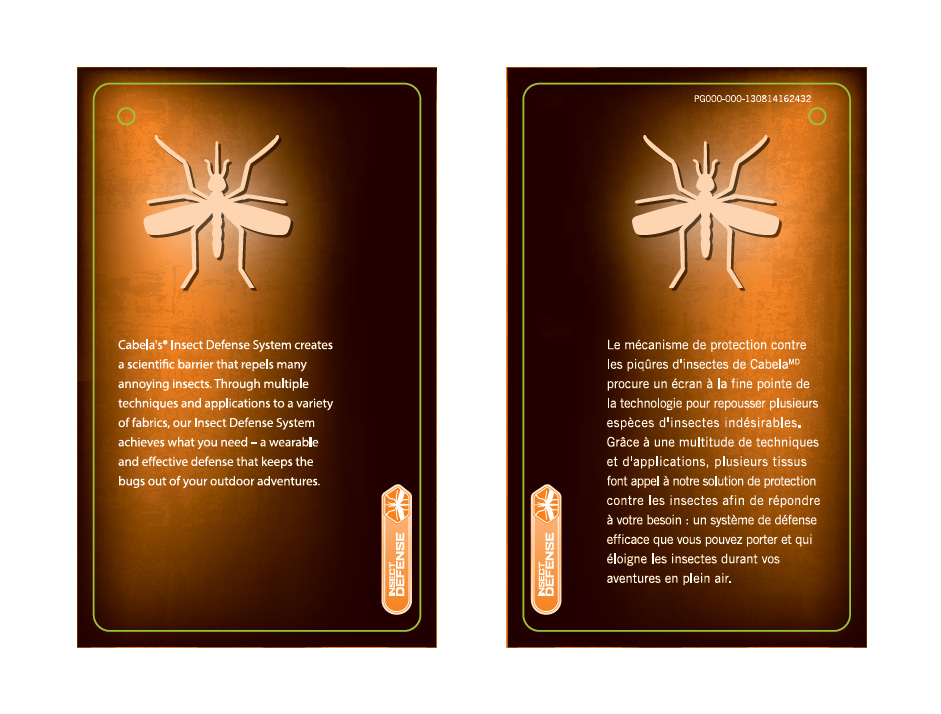 Cabela's® Insect Defense System creates
a scientific barrier that repels many
annoying insects. Through multiple
techniques and applications to a variety
of fabrics, our Insect Defense System
achieves what you need – a wearable
and effective defense that keeps the
bugs out of your outdoor adventures.
INSECT
DEFENSE
PG000-000-130814162432
Le mécanisme de protection contre
les piqûres d'insectes de Cabelaᴹᴰ
procure un écran à la fine pointe de
la technologie pour repousser plusieurs
espèces d'insectes indésirables.
Grâce à une multitude de techniques
et d'applications, plusieurs tissus
font appel à notre solution de protection
contre les insectes afin de répondre
à votre besoin : un système de défense
efficace que vous pouvez porter et qui
éloigne les insectes durant vos
aventures en plein air.
INSECT
DEFENSE